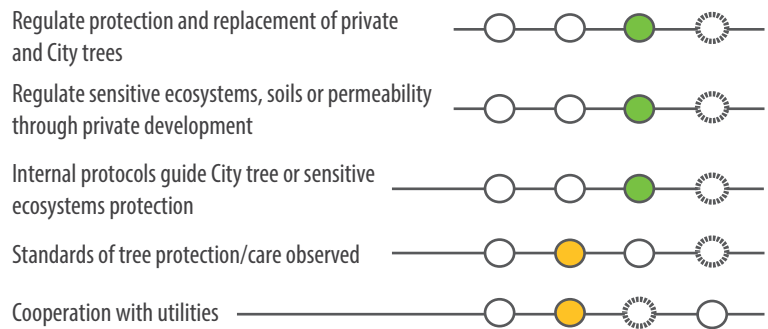 Regulate protection and replacement of private
and City trees
Regulate sensitive ecosystems, soils or permeability
through private development
Internal protocols guide City tree or sensitive
ecosystems protection
Standards of tree protection/care observed
Cooperation with utilities